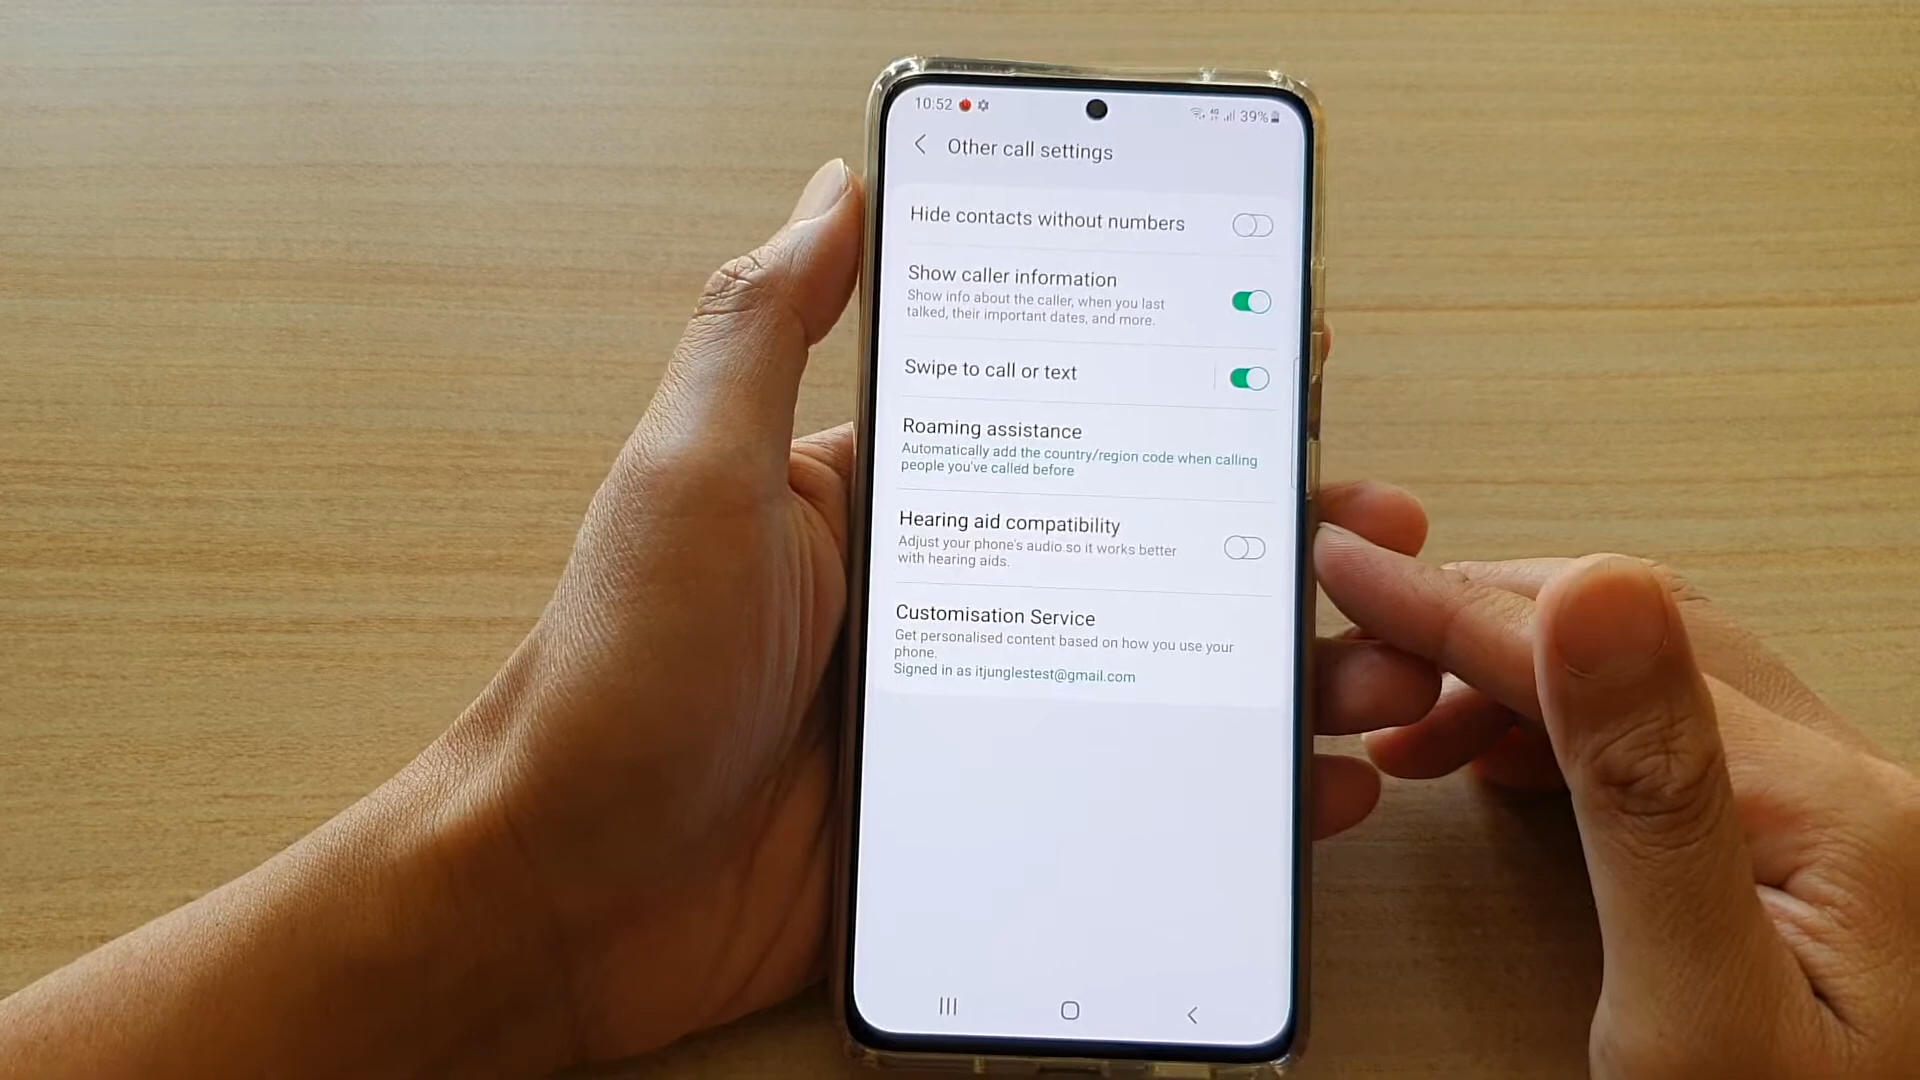 10:52
4G 39%
Other call settings
Hide contacts without numbers
Show caller information
Show info about the caller, when you last
talked, their important dates, and more.
Swipe to call or text
Roaming assistance
Automatically add the country/region code when calling
people you've called before
Hearing aid compatibility
Adjust your phone's audio so it works better
with hearing aids.
Customisation Service
Get personalised content based on how you use your
phone.
Signed in as itjunglestest@gmail.com